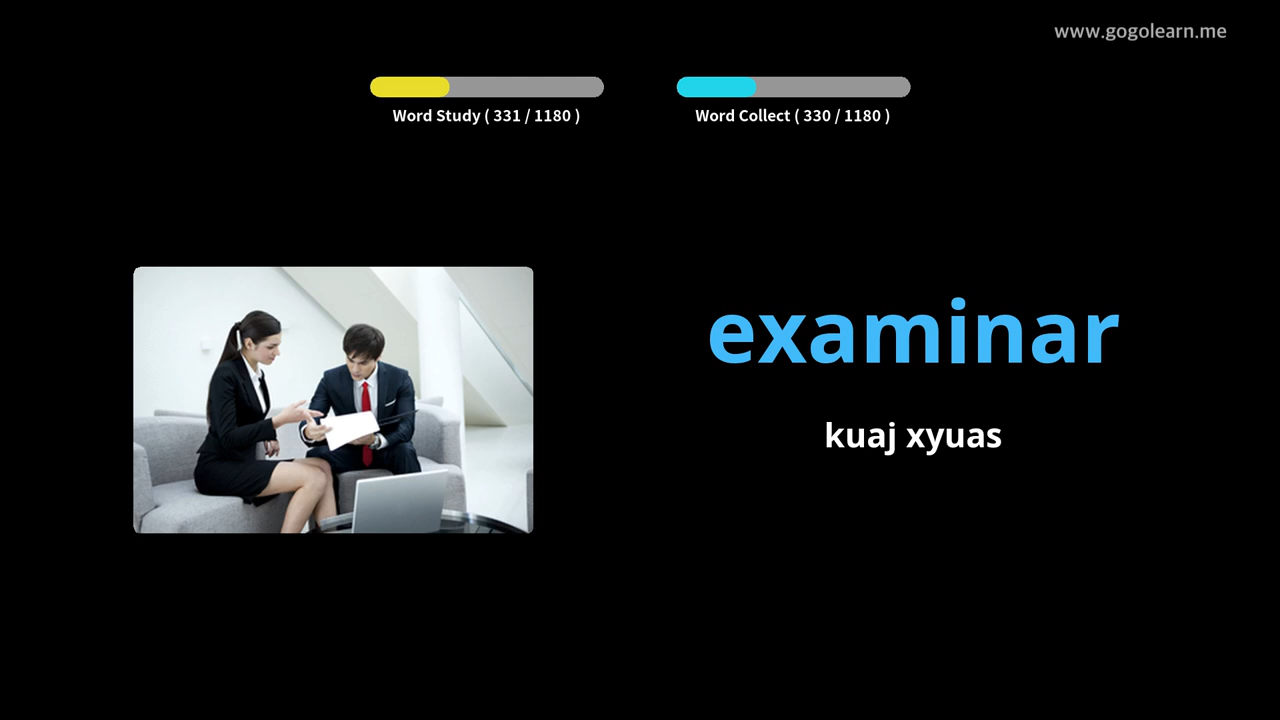 www.gogolearn.me
Word Study ( 331 / 1180 )
Word Collect ( 330 / 1180 )
examinar
kuaj xyuas